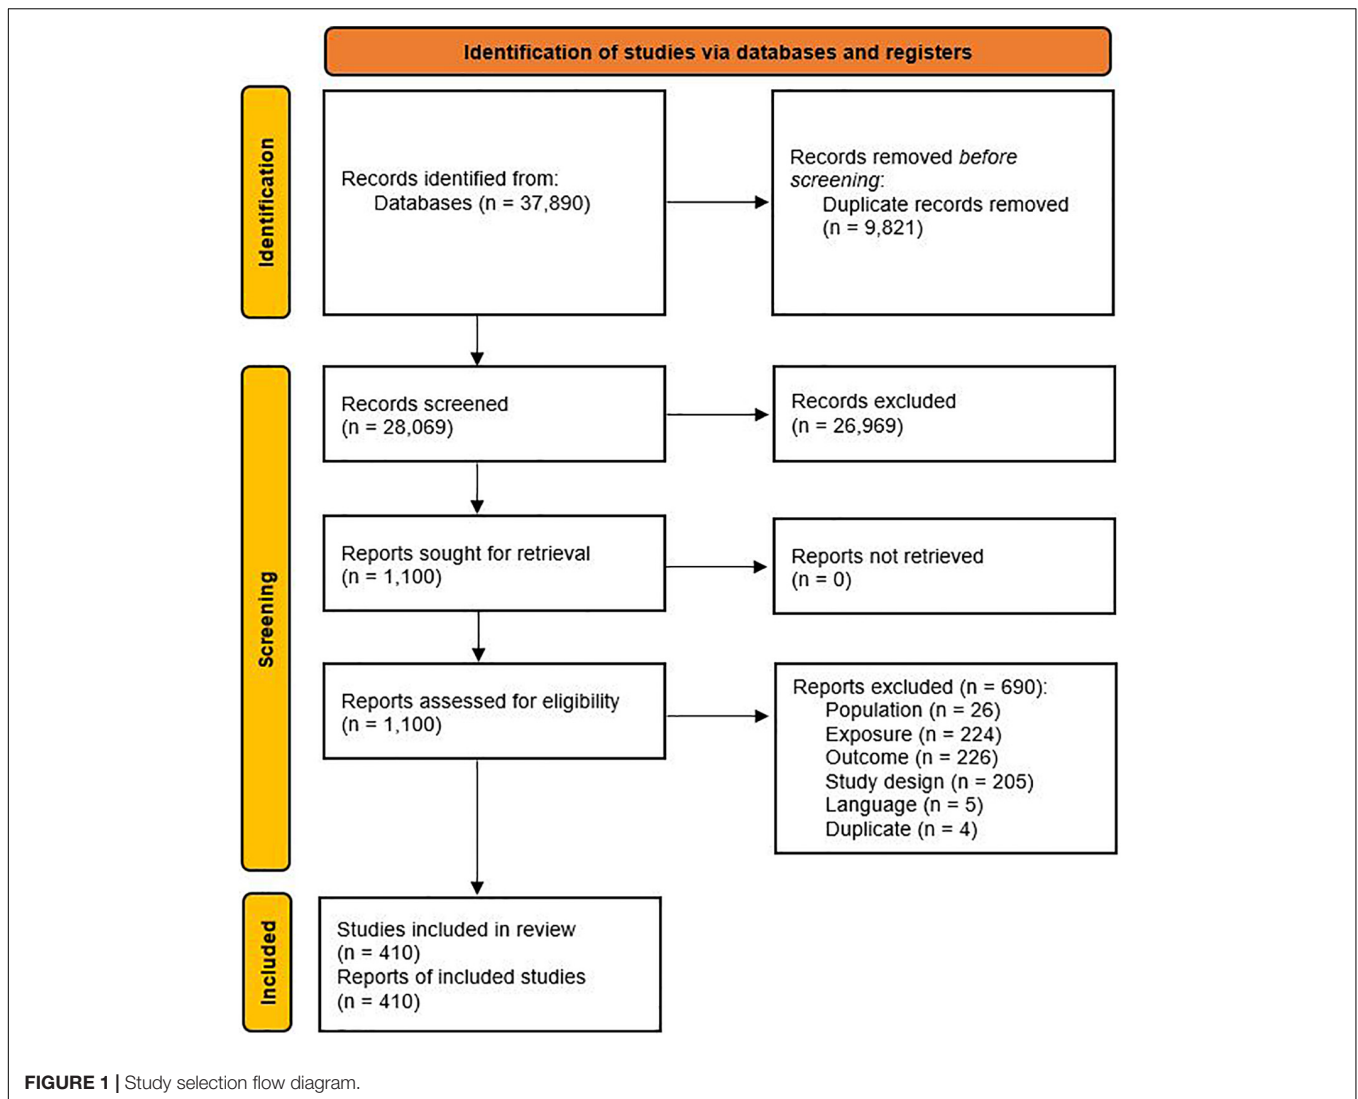 Identification of studies via databases and registers
Identification
Records identified from:
Databases (n = 37,890)
Records removed before
screening:
Duplicate records removed
(n = 9,821)
Screening
Records screened
(n = 28,069)
Records excluded
(n = 26,969)
Reports sought for retrieval
(n = 1,100)
Reports not retrieved
(n = 0)
Reports assessed for eligibility
(n = 1,100)
Reports excluded (n = 690):
Population (n = 26)
Exposure (n = 224)
Outcome (n = 226)
Study design (n = 205)
Language (n = 5)
Duplicate (n = 4)
Included
Studies included in review
(n = 410)
Reports of included studies
(n = 410)
FIGURE 1 | Study selection flow diagram.